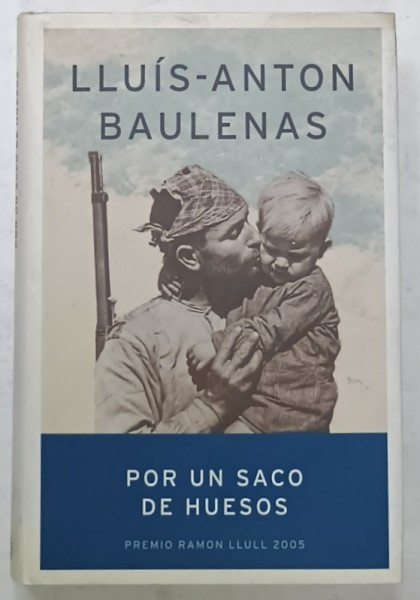 LLUÍS-ANTON
BAULENAS
POR UN SACO
DE HUESOS
PREMIO RAMON LLULL 2005